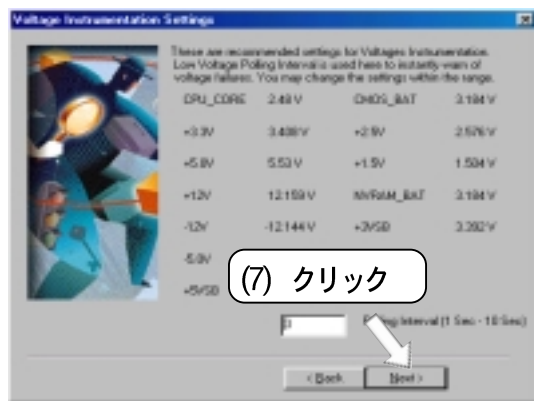 Voltage Instrumentation Settings
These are recommended settings for Voltages Instrumentation.
Low Voltage Polling Interval is used here to instantly warn of
voltage failures. You may change the settings within the range.
CPU_CORE 2.48 V CMOS_BAT 3.184 V
+3.3V 3.408 V +2.5V 2.576 V
+5.0V 5.53 V +1.5V 1.584 V
+12V 12.159 V NVRAM_BAT 3.184 V
-12V -12.144 V +3VSB 3.392 V
-5.0V
+5VSB
(7) クリック
Polling Interval (1 Sec - 10 Sec)
< Back Next >